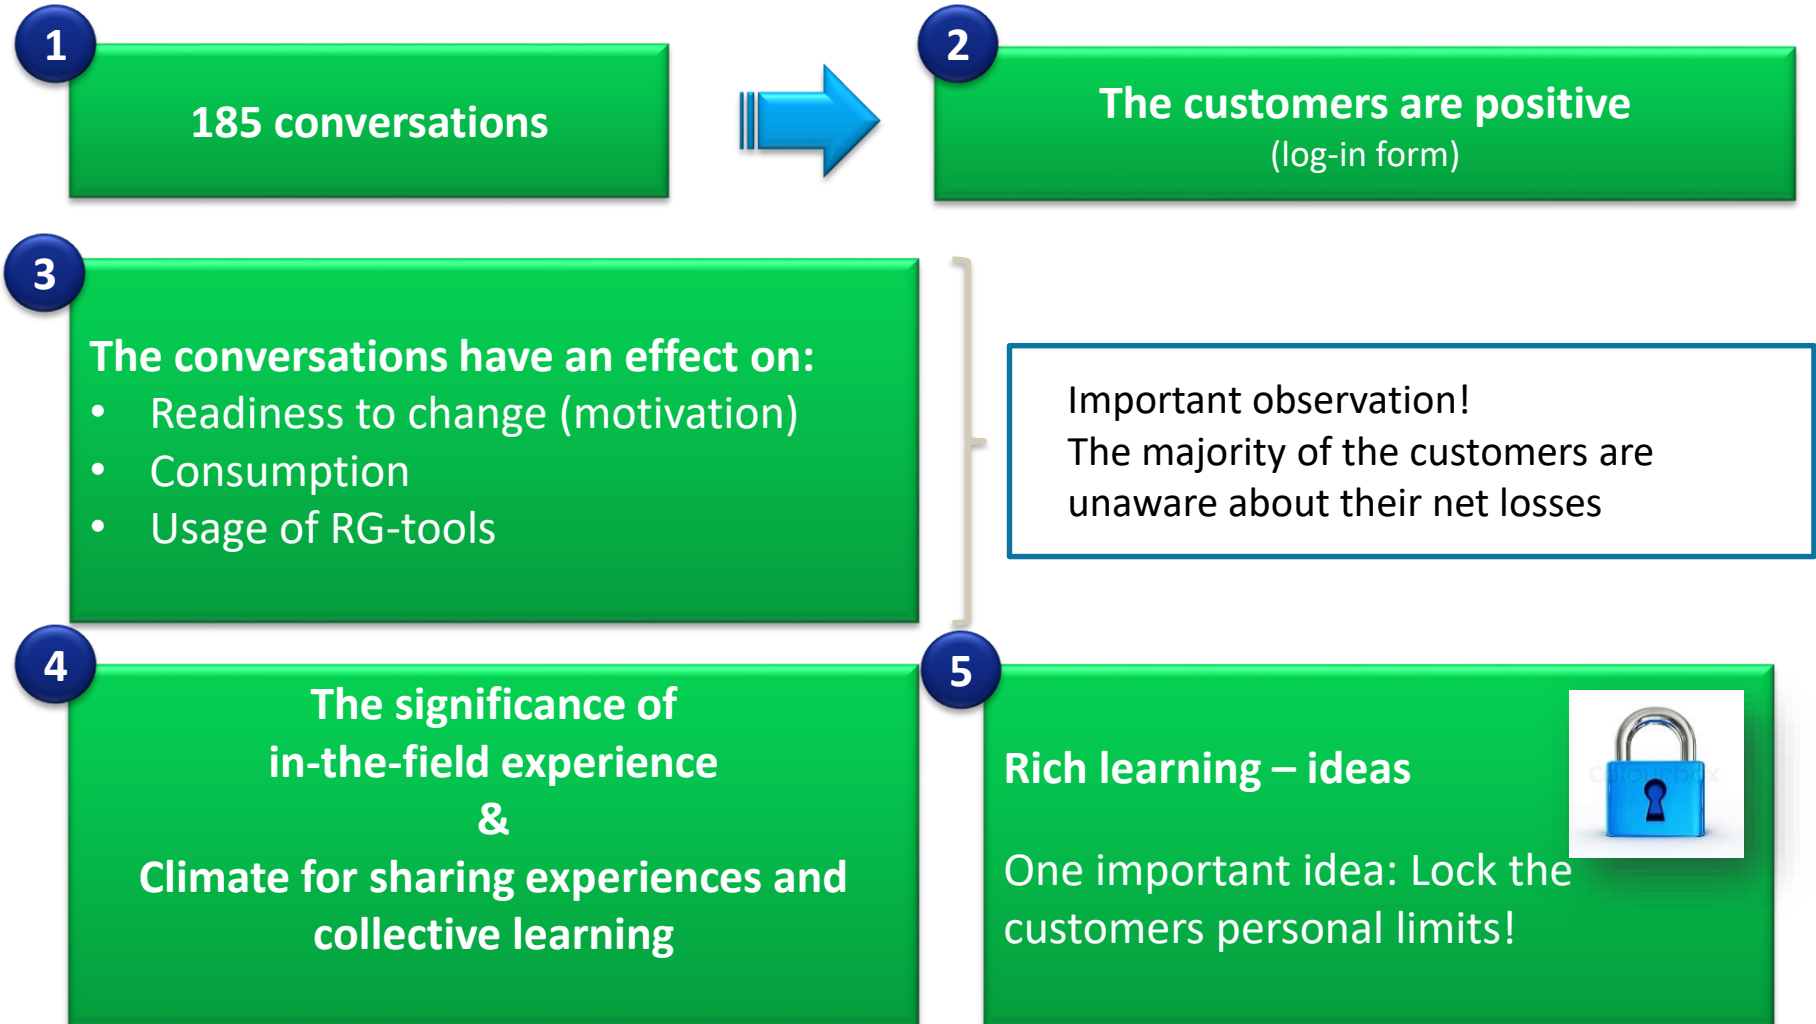 1
185 conversations
2
The customers are positive
(log-in form)
3
The conversations have an effect on:
• Readiness to change (motivation)
• Consumption
• Usage of RG-tools
Important observation!
The majority of the customers are
unaware about their net losses
4
The significance of
in-the-field experience
&
Climate for sharing experiences and
collective learning
5
Rich learning – ideas
colourbox
One important idea: Lock the
customers personal limits!